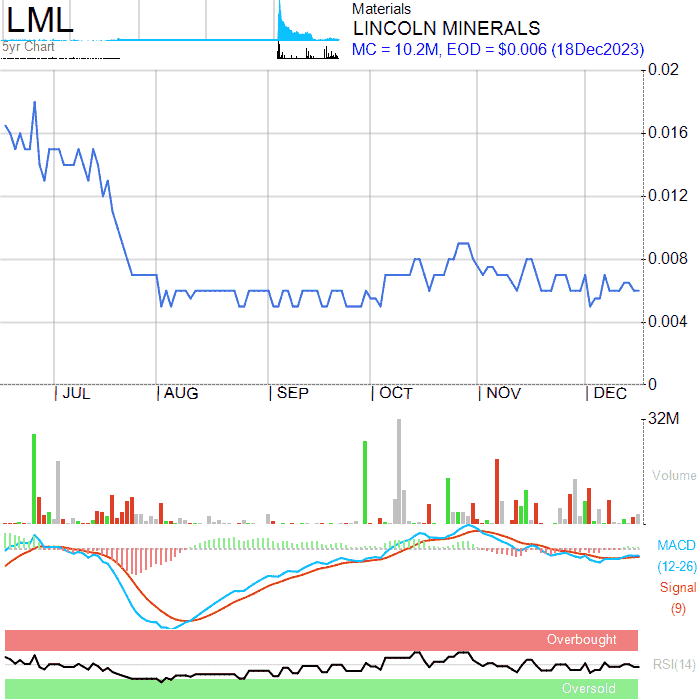 LML
5yr Chart
Materials
LINCOLN MINERALS
MC = 10.2M, EOD = $0.006 (18Dec2023)
0.02
0.016
0.012
0.008
0.004
0
JUL AUG SEP OCT NOV DEC
32M
Volume
MACD
(12-26)
Signal
(9)
Overbought
RSI(14)
Oversold